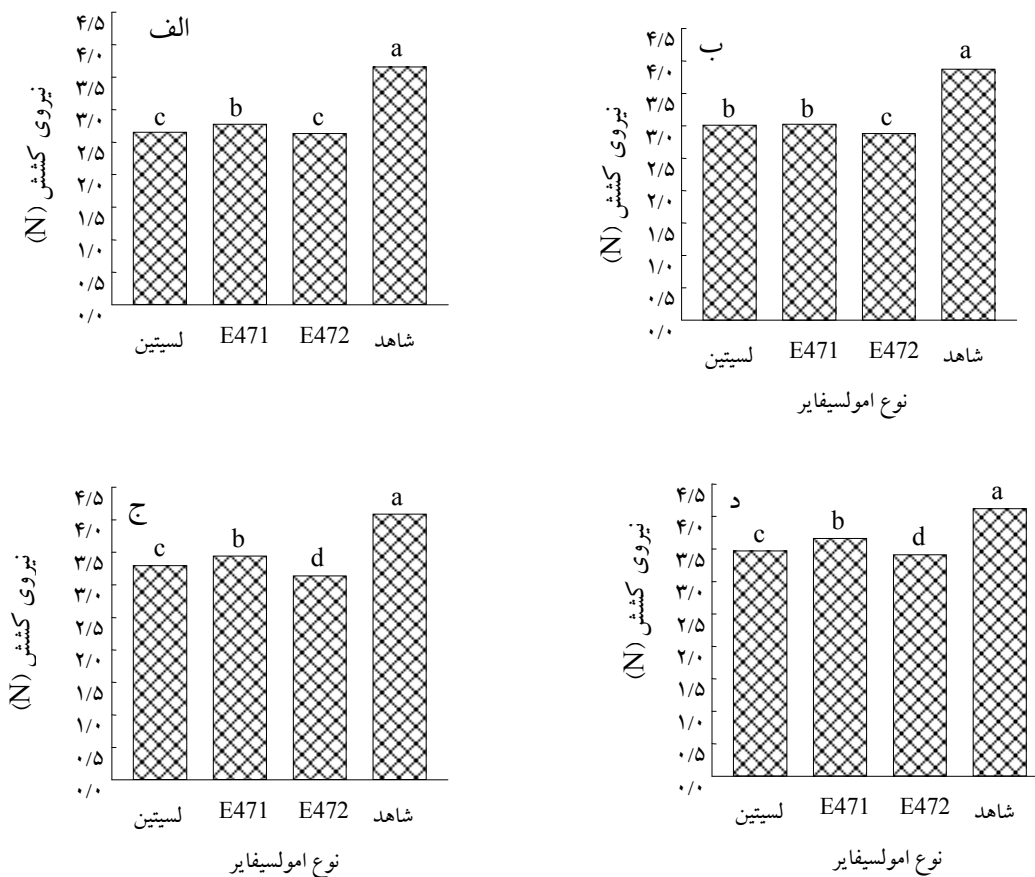 الف
نیروی کشش (N)
۴/۵
۴/۰
۳/۵
۳/۰
۲/۵
۲/۰
۱/۵
۱/۰
۰/۵
۰/۰
c
b
c
a
لسیتین
E471
E472
شاهد
ب
نیروی کشش (N)
۴/۵
۴/۰
۳/۵
۳/۰
۲/۵
۲/۰
۱/۵
۱/۰
۰/۵
۰/۰
b
b
c
a
لسیتین
E471
E472
شاهد
نوع امولسیفایر
ج
نیروی کشش (N)
۴/۵
۴/۰
۳/۵
۳/۰
۲/۵
۲/۰
۱/۵
۱/۰
۰/۵
۰/۰
c
b
d
a
لسیتین
E471
E472
شاهد
نوع امولسیفایر
د
نیروی کشش (N)
۴/۵
۴/۰
۳/۵
۳/۰
۲/۵
۲/۰
۱/۵
۱/۰
۰/۵
۰/۰
c
b
d
a
لسیتین
E471
E472
شاهد
نوع امولسیفایر